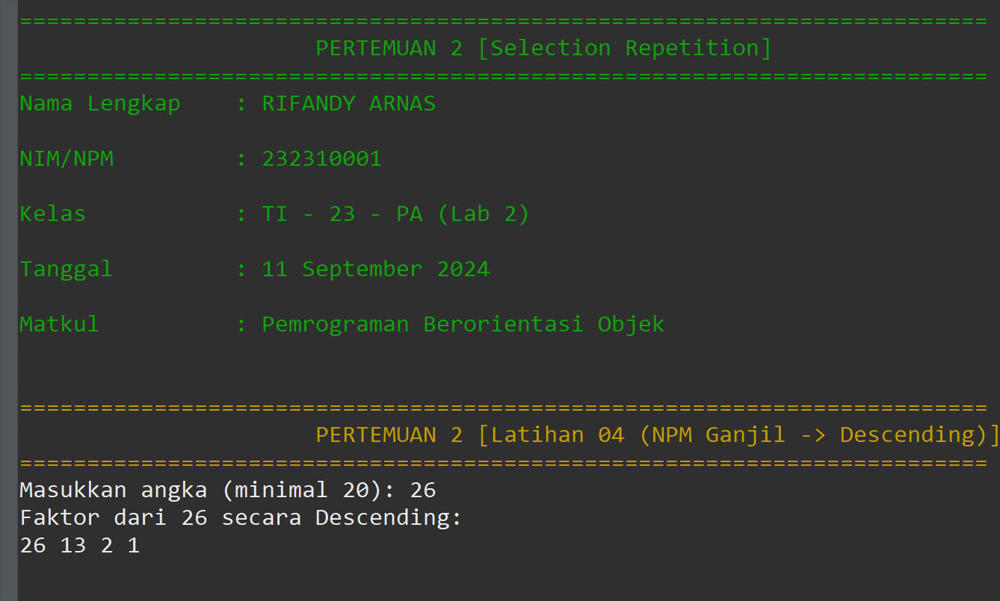 ========================================================================
PERTEMUAN 2 [Selection Repetition]
========================================================================
Nama Lengkap    : RIFANDY ARNAS
NIM/NPM         : 232310001
Kelas           : TI - 23 - PA (Lab 2)
Tanggal         : 11 September 2024
Matkul          : Pemrograman Berorientasi Objek
========================================================================
PERTEMUAN 2 [Latihan 04 (NPM Ganjil -> Descending)]
========================================================================
Masukkan angka (minimal 20): 26
Faktor dari 26 secara Descending:
26 13 2 1